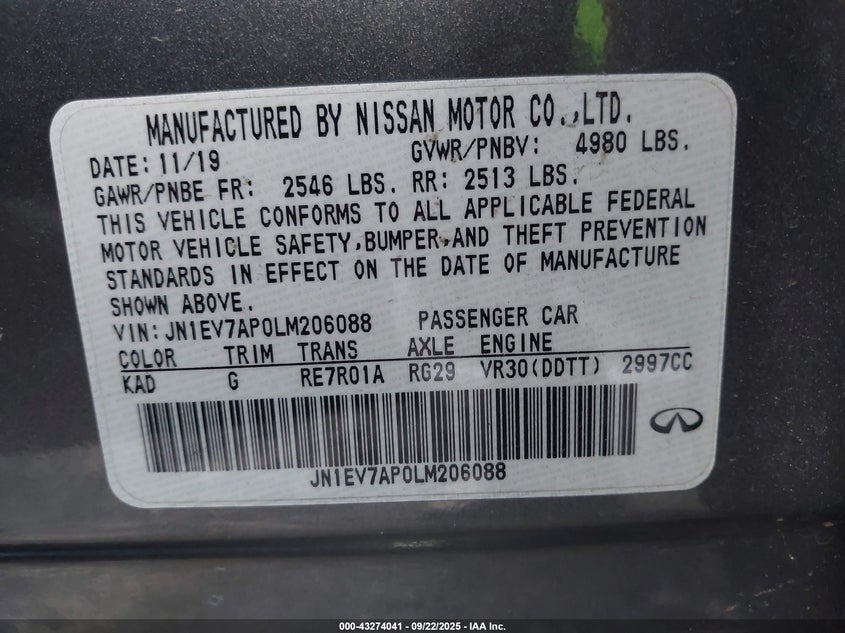 MANUFACTURED BY NISSAN MOTOR CO.,LTD.
DATE: 11/19 GVWR/PNBV: 4980 LBS.
GAWR/PNBE FR: 2546 LBS. RR: 2513 LBS.
THIS VEHICLE CONFORMS TO ALL APPLICABLE FEDERAL
MOTOR VEHICLE SAFETY,BUMPER,AND THEFT PREVENTION
STANDARDS IN EFFECT ON THE DATE OF MANUFACTURE
SHOWN ABOVE.
VIN: JN1EV7AP0LM206088 PASSENGER CAR
COLOR TRIM TRANS AXLE ENGINE
KAD G RE7R01A RG29 VR30(DDTT) 2997CC
JN1EV7AP0LM206088
000-43274041 - 09/22/2025 - IAA Inc.